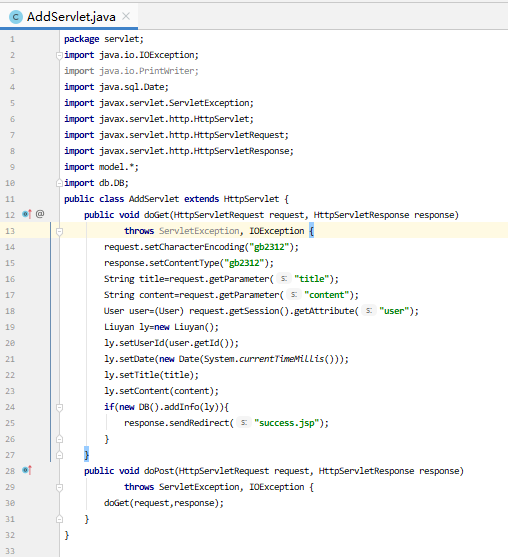 AddServlet.java
1 package servlet;
2 import java.io.IOException;
3 import java.io.PrintWriter;
4 import java.sql.Date;
5 import javax.servlet.ServletException;
6 import javax.servlet.http.HttpServlet;
7 import javax.servlet.http.HttpServletRequest;
8 import javax.servlet.http.HttpServletResponse;
9 import model.*;
10 import db.DB;
11 public class AddServlet extends HttpServlet {
12 @ public void doGet(HttpServletRequest request, HttpServletResponse response)
13 throws ServletException, IOException {
14 request.setCharacterEncoding("gb2312");
15 response.setContentType("gb2312");
16 String title=request.getParameter( s: "title");
17 String content=request.getParameter( s: "content");
18 User user=(User) request.getSession().getAttribute( s: "user");
19 Liuyan ly=new Liuyan();
20 ly.setUserId(user.getId());
21 ly.setDate(new Date(System.currentTimeMillis()));
22 ly.setTitle(title);
23 ly.setContent(content);
24 if(new DB().addInfo(ly)){
25 response.sendRedirect( s: "success.jsp");
26 }
27 }
28 public void doPost(HttpServletRequest request, HttpServletResponse response)
29 throws ServletException, IOException {
30 doGet(request,response);
31 }
32 }
33